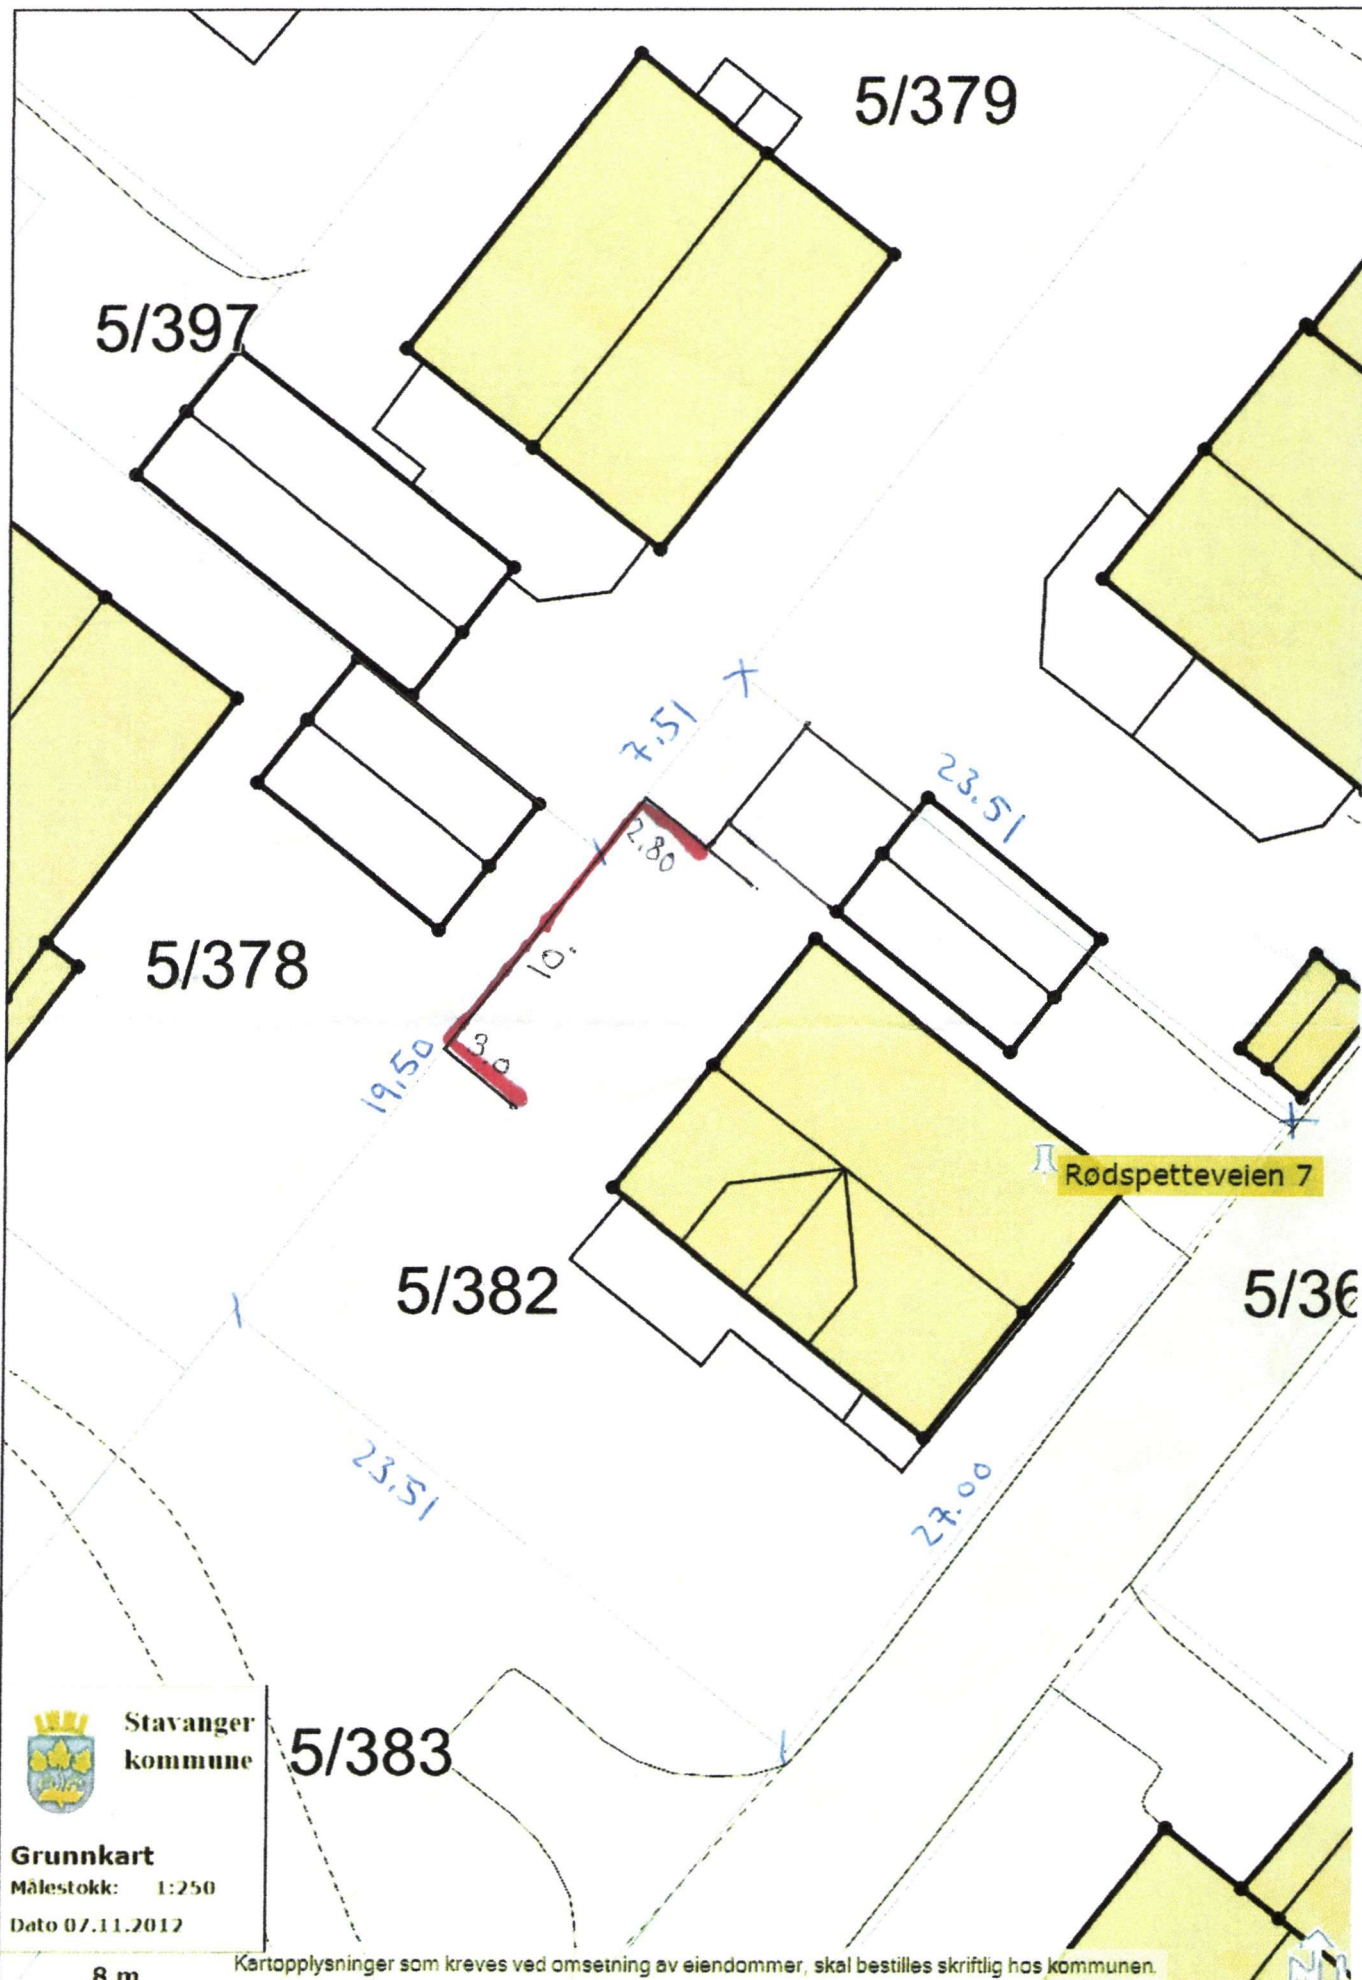 5/379
5/397
7.51
23.51
2.80
5/378
10.
3.0
19.50
Rødspetteveien 7
5/382
5/36
23.51
27.00
Stavanger
kommune
5/383
Grunnkart
Målestokk: 1:250
Dato 07.11.2012
8 m
Kartopplysninger som kreves ved omsetning av eiendommer, skal bestilles skriftlig hos kommunen.
N